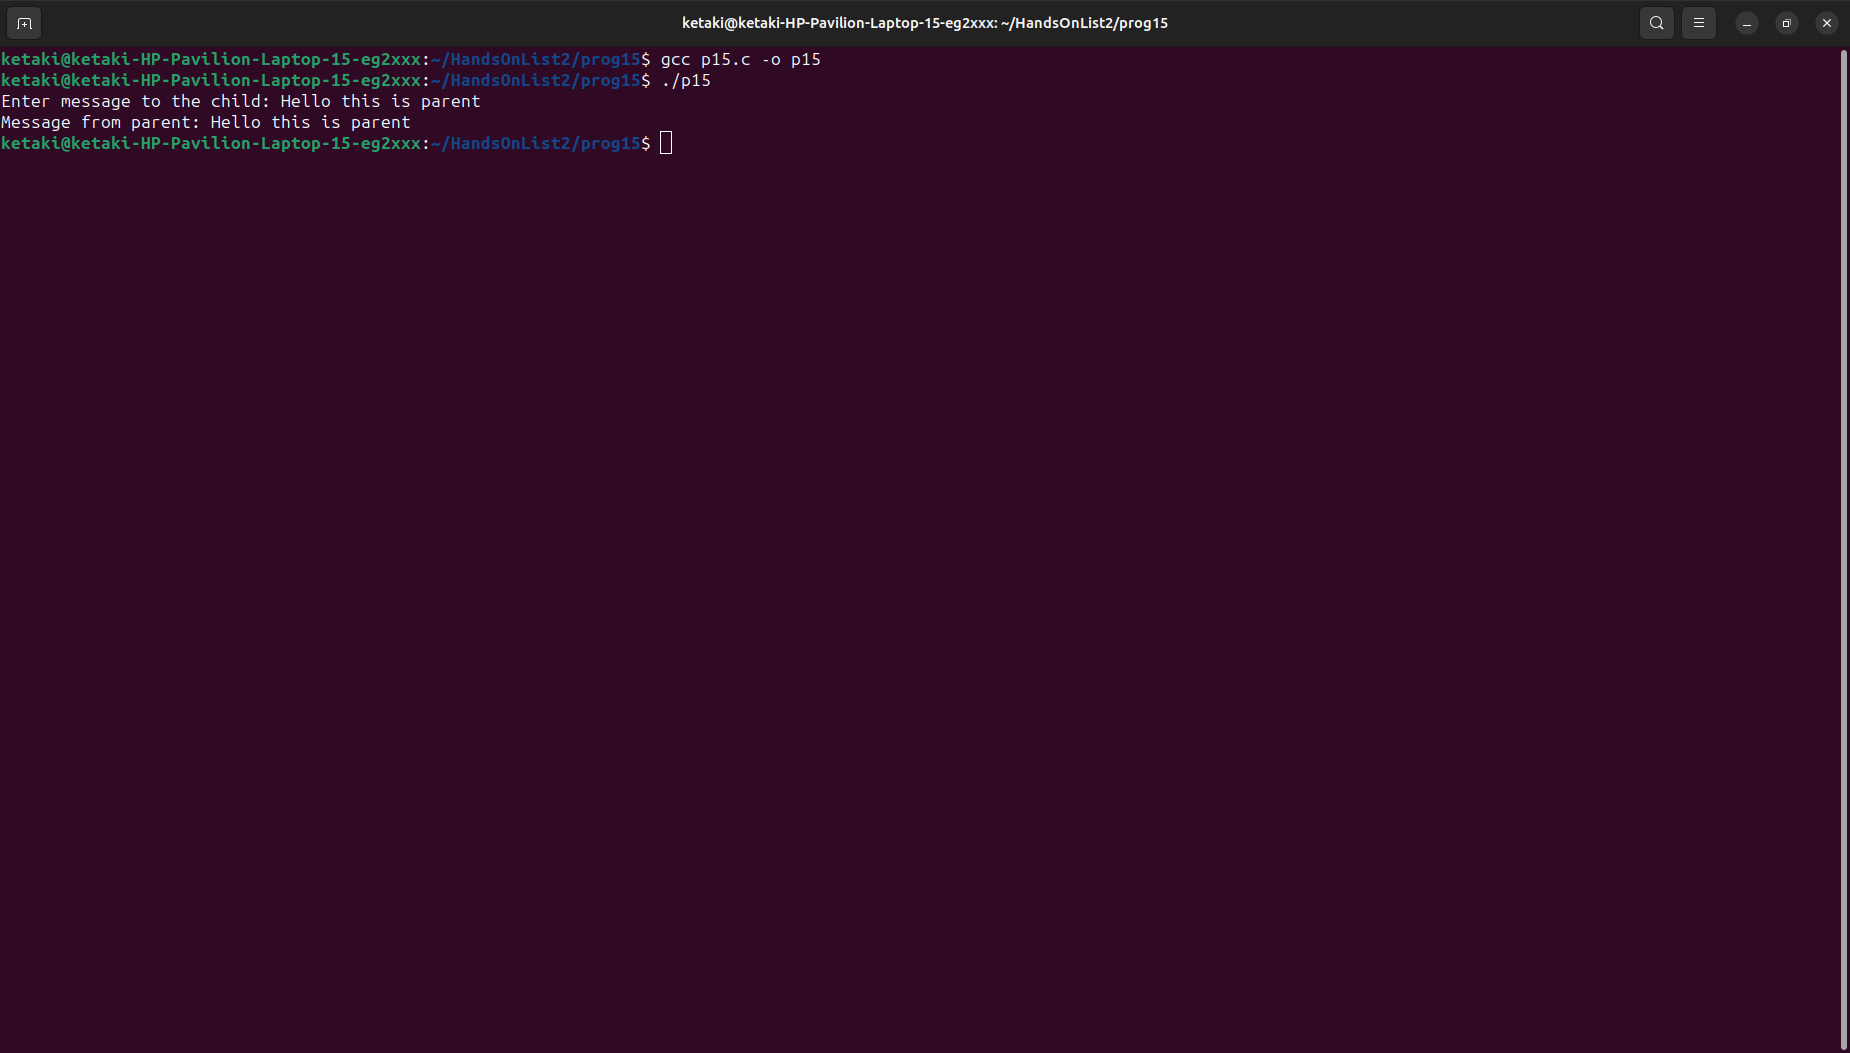 ketaki@ketaki-HP-Pavilion-Laptop-15-eg2xxx: ~/HandsOnList2/prog15
ketaki@ketaki-HP-Pavilion-Laptop-15-eg2xxx:~/HandsOnList2/prog15$ gcc p15.c -o p15
ketaki@ketaki-HP-Pavilion-Laptop-15-eg2xxx:~/HandsOnList2/prog15$ ./p15
Enter message to the child: Hello this is parent
Message from parent: Hello this is parent
ketaki@ketaki-HP-Pavilion-Laptop-15-eg2xxx:~/HandsOnList2/prog15$